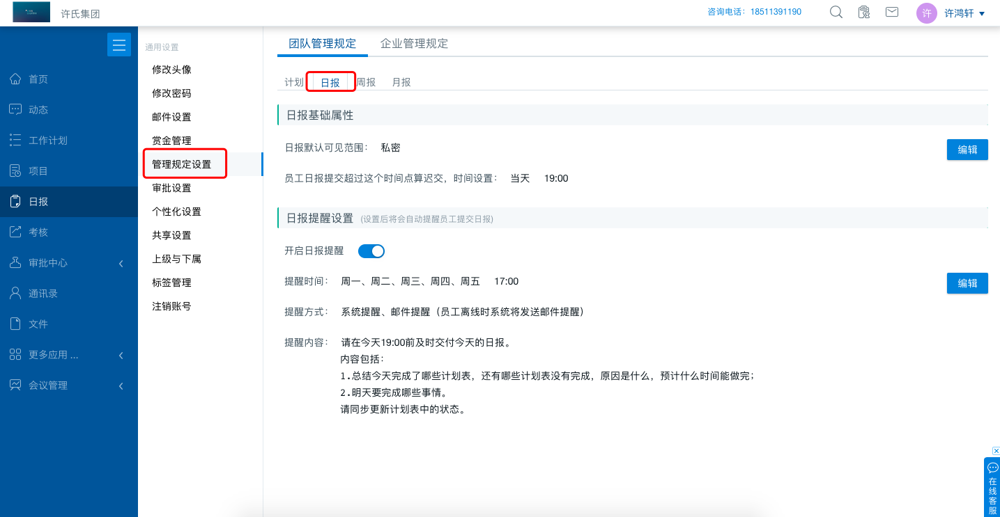 许氏集团
咨询电话：18511391190
许
许鸿轩
首页
动态
工作计划
项目
日报
考核
审批中心
通讯录
文件
更多应用 ...
会议管理
通用设置
修改头像
修改密码
邮件设置
赏金管理
管理规定设置
审批设置
个性化设置
共享设置
上级与下属
标签管理
注销账号
团队管理规定 企业管理规定
计划 日报 周报 月报
日报基础属性
日报默认可见范围： 私密
编辑
员工日报提交超过这个时间点算迟交，时间设置： 当天 19:00
日报提醒设置 (设置后将会自动提醒员工提交日报)
开启日报提醒
提醒时间： 周一、周二、周三、周四、周五 17:00
编辑
提醒方式： 系统提醒、邮件提醒（员工离线时系统将发送邮件提醒）
提醒内容： 请在今天19:00前及时交付今天的日报。
内容包括：
1.总结今天完成了哪些计划表，还有哪些计划表没有完成，原因是什么，预计什么时间能做完；
2.明天要完成哪些事情。
请同步更新计划表中的状态。
在线客服